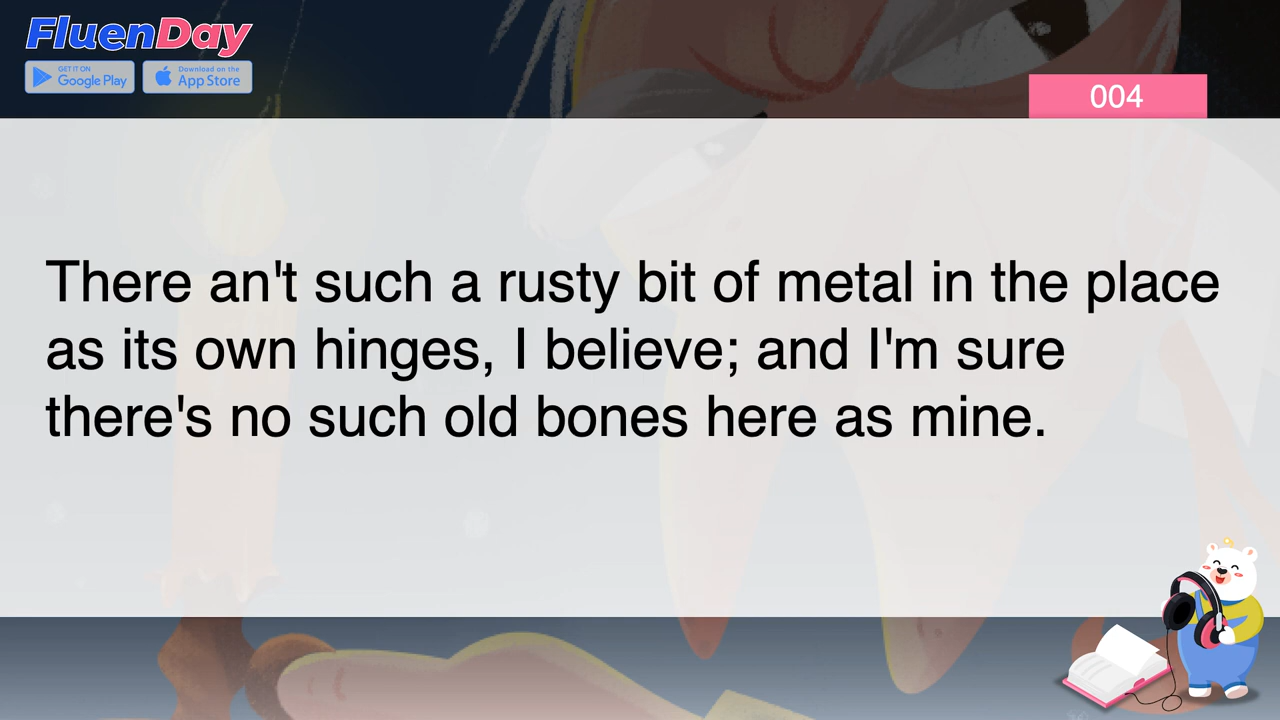 FluenDay
GET IT ON
Google Play
Download on the
App Store
004
There an't such a rusty bit of metal in the place
as its own hinges, I believe; and I'm sure
there's no such old bones here as mine.